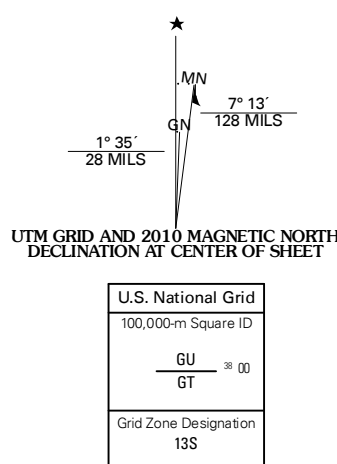 ★
MN
7° 13´
128 MILS
GN
1° 35´
28 MILS
UTM GRID AND 2010 MAGNETIC NORTH
DECLINATION AT CENTER OF SHEET
U.S. National Grid
100,000-m Square ID
GU
38 00
GT
Grid Zone Designation
13S